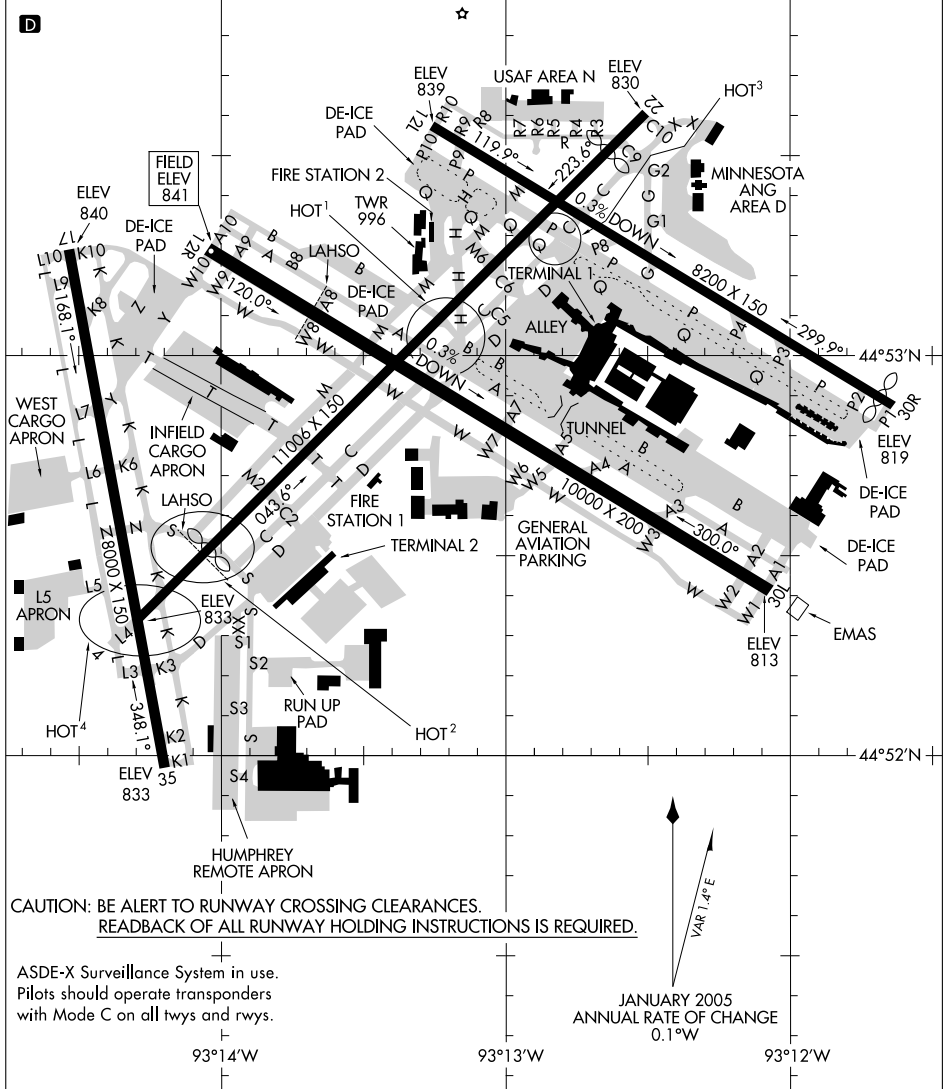 D
ELEV
839
USAF AREA N
ELEV
830
HOT3
DE-ICE
PAD
12L
R10
R9
R8
R7
R6
R5
R4
R3
R
22
C10
X
X
FIELD
ELEV
841
FIRE STATION 2
P10
P9
P
119.9°
223.6°
C9
G2
MINNESOTA
ANG
AREA D
ELEV
840
DE-ICE
PAD
HOT1
TWR
996
Q
H
M
C
0.3% DOWN
G
G1
17
L10
K10
12R
A10
A9
B
B8
LAHSO
M6
P8
TERMINAL 1
8200 X 150
L9
168.1°
K8
Z
Y
W10
W9
120.0°
A8
W8
DE-ICE
PAD
C6
C5
D
ALLEY
P4
P3
299.9°
44°53'N
0.3%
DOWN
P2
P1
30R
WEST
CARGO
APRON
L7
INFIELD
CARGO
APRON
T
11006 X 150
A7
TUNNEL
ELEV
819
L6
K6
M2
W7
W6
W5
A5
A4
DE-ICE
PAD
LAHSO
043.6°
C2
FIRE
STATION 1
10000 X 200
A3
300.0°
8000 X 150
S
TERMINAL 2
GENERAL
AVIATION
PARKING
W3
A2
A1
DE-ICE
PAD
L5
APRON
L5
ELEV
833
W2
W1
30L
EMAS
L4
4
L3
K3
S1
S2
ELEV
813
HOT4
348.1°
K2
K1
S3
RUN UP
PAD
HOT2
44°52'N
ELEV
833
35
S4
HUMPHREY
REMOTE APRON
CAUTION: BE ALERT TO RUNWAY CROSSING CLEARANCES.
READBACK OF ALL RUNWAY HOLDING INSTRUCTIONS IS REQUIRED.
VAR 1.4° E
ASDE-X Surveillance System in use.
Pilots should operate transponders
with Mode C on all twys and rwys.
JANUARY 2005
ANNUAL RATE OF CHANGE
0.1°W
93°14'W
93°13'W
93°12'W